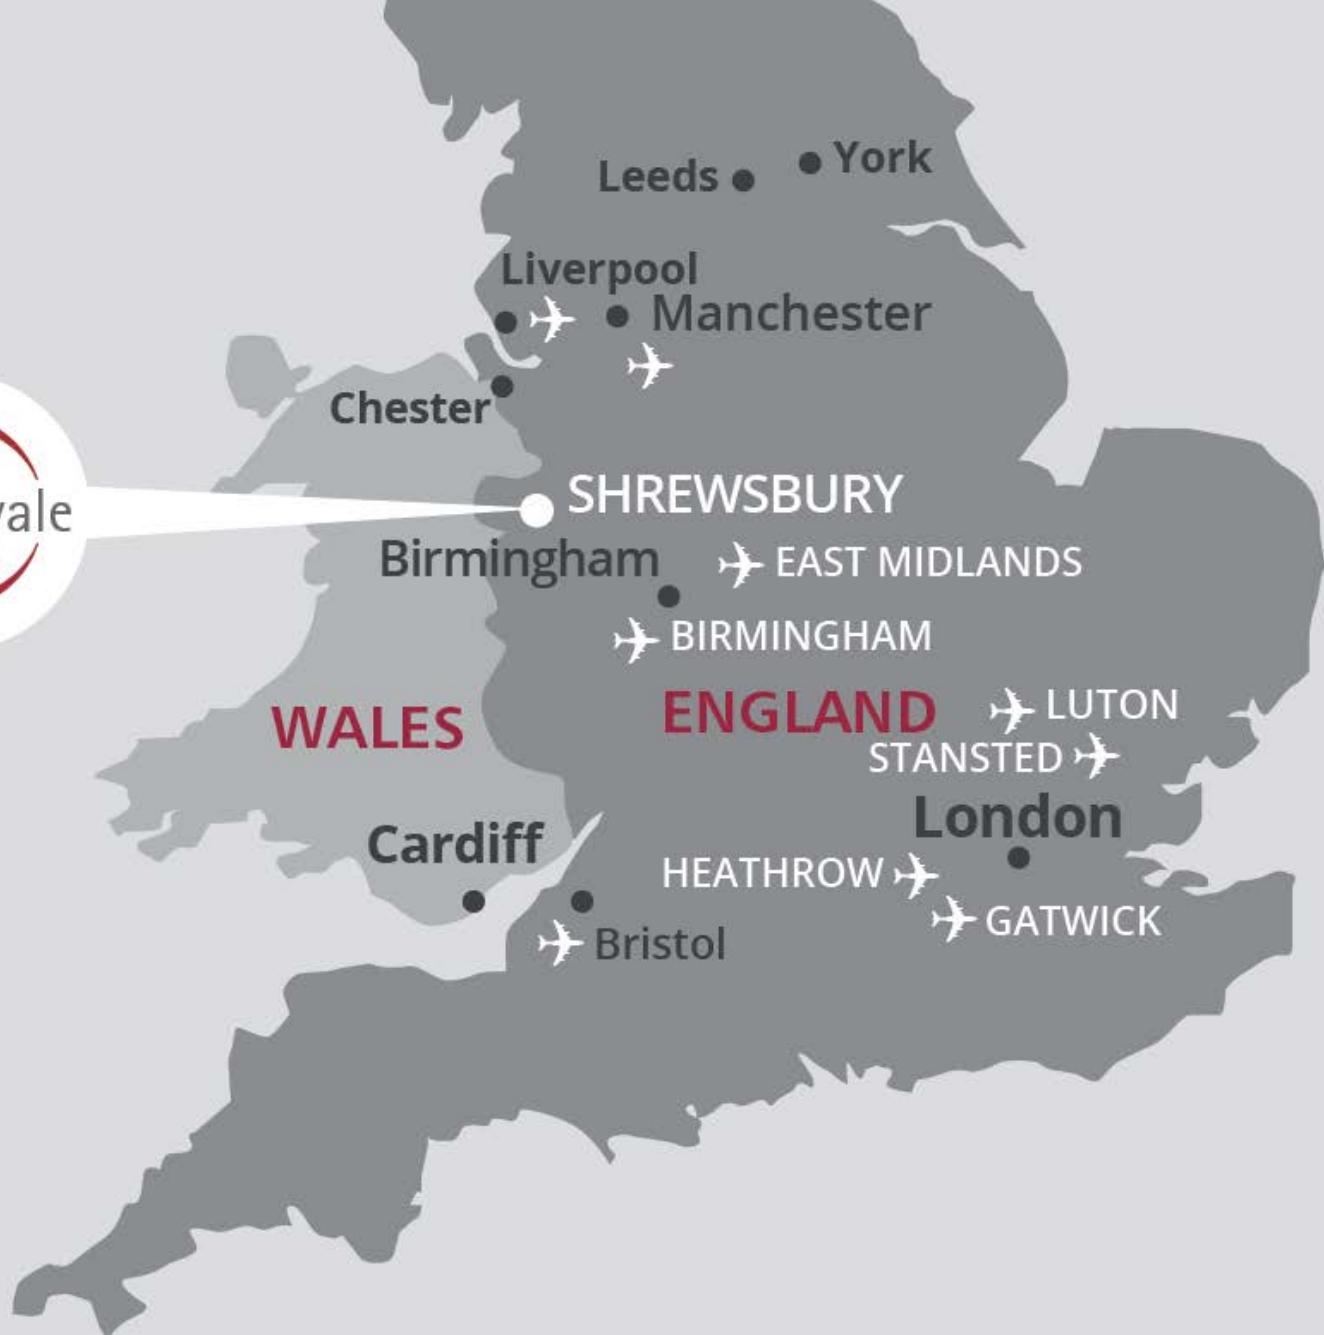 York
Leeds
Liverpool
Manchester
Chester
SHREWSBURY
vale
Birmingham
EAST MIDLANDS
BIRMINGHAM
ENGLAND
WALES
LUTON
STANSTED
London
Cardiff
HEATHROW
GATWICK
Bristol